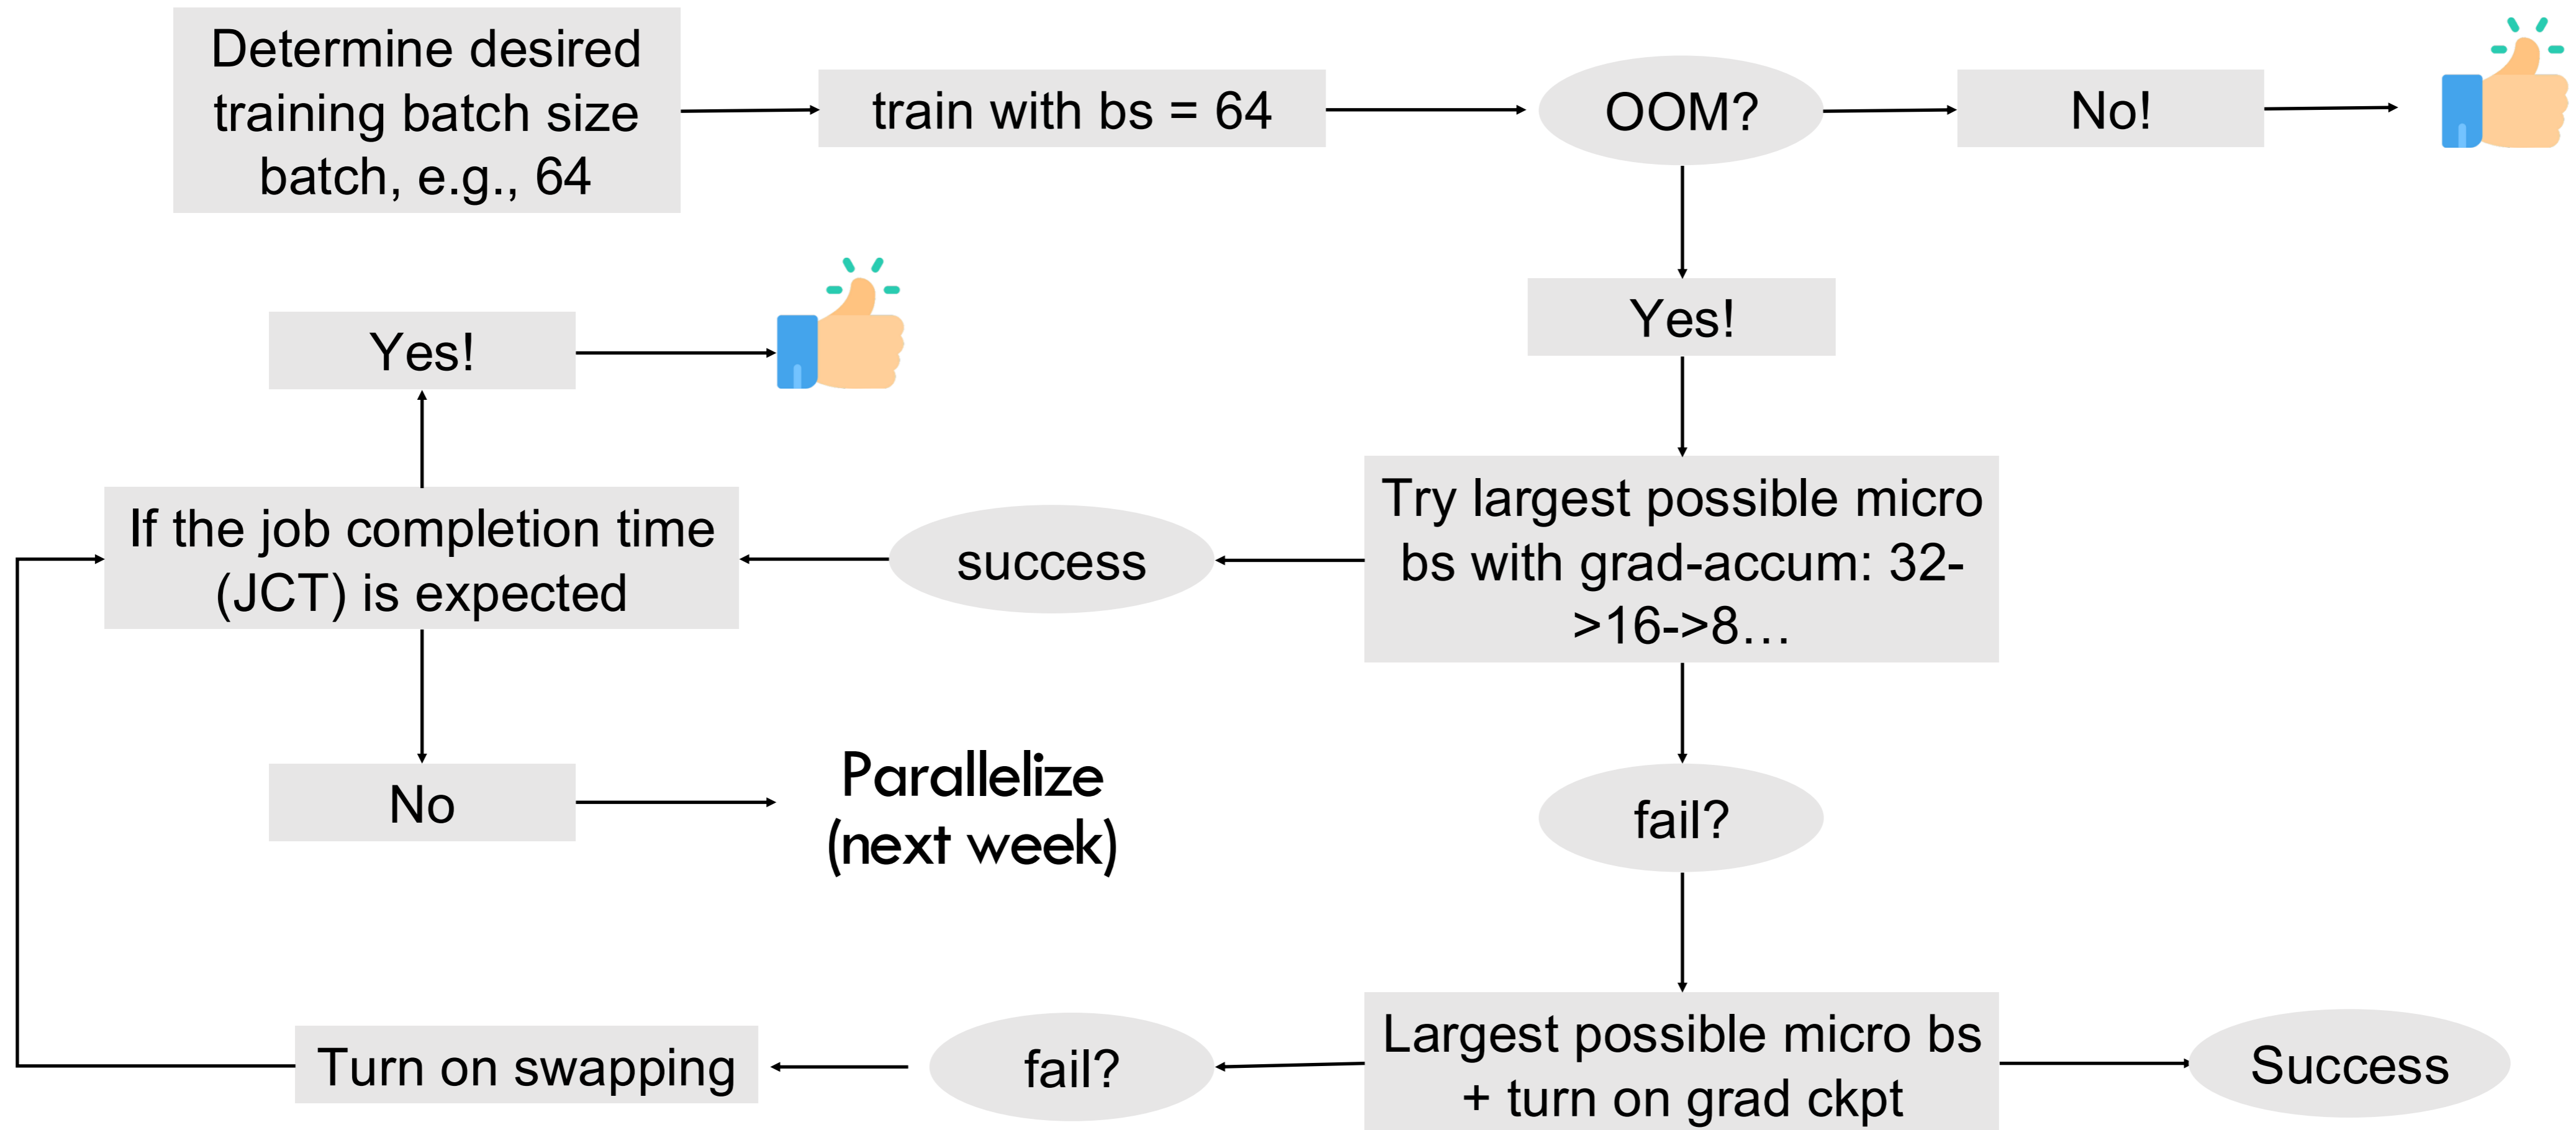 Determine desired
training batch size
batch, e.g., 64
train with bs = 64
OOM?
No!
Yes!
Yes!
If the job completion time
(JCT) is expected
success
Try largest possible micro
bs with grad-accum: 32-
>16->8…
No
Parallelize
(next week)
fail?
Turn on swapping
fail?
Largest possible micro bs
+ turn on grad ckpt
Success